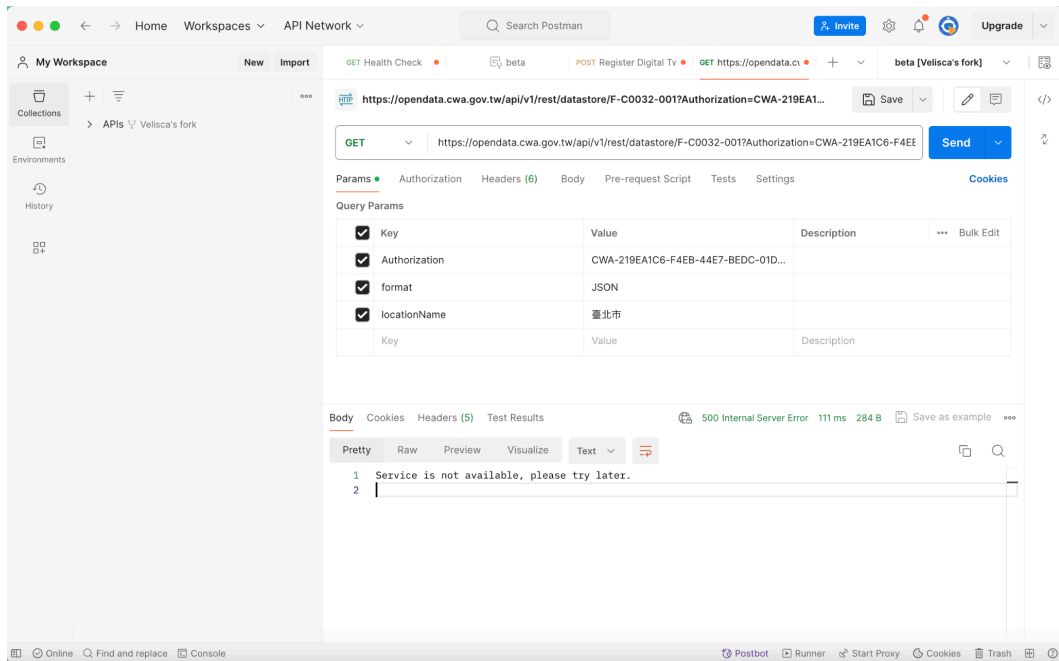 Home Workspaces API Network Search Postman Invite Upgrade
My Workspace New Import GET Health Check beta POST Register Digital Tv GET https://opendata.cv beta [Velisca's fork]
Collections
APIs Velisca's fork
Environments
History
HTTP https://opendata.cwa.gov.tw/api/v1/rest/datastore/F-C0032-001?Authorization=CWA-219EA1... Save
GET https://opendata.cwa.gov.tw/api/v1/rest/datastore/F-C0032-001?Authorization=CWA-219EA1C6-F4EE Send
Params Authorization Headers (6) Body Pre-request Script Tests Settings Cookies
Query Params
Key Value Description Bulk Edit
Authorization CWA-219EA1C6-F4EB-44E7-BEDC-01D...
format JSON
locationName 臺北市
Key Value Description
Body Cookies Headers (5) Test Results 500 Internal Server Error 111 ms 284 B Save as example
Pretty Raw Preview Visualize Text
1 Service is not available, please try later.
2
Online Find and replace Console Postbot Runner Start Proxy Cookies Trash